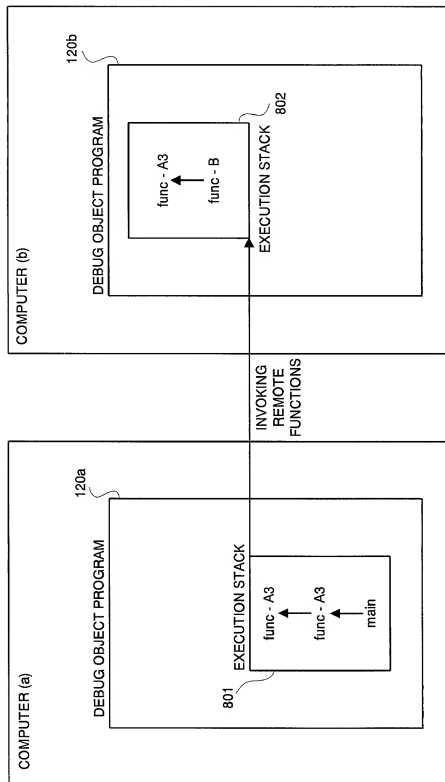 COMPUTER (a)
120a
DEBUG OBJECT PROGRAM
EXECUTION STACK
801
func - A3
func - A3
main
INVOKING
REMOTE
FUNCTIONS
COMPUTER (b)
120b
DEBUG OBJECT PROGRAM
802
func - A3
func - B
EXECUTION STACK